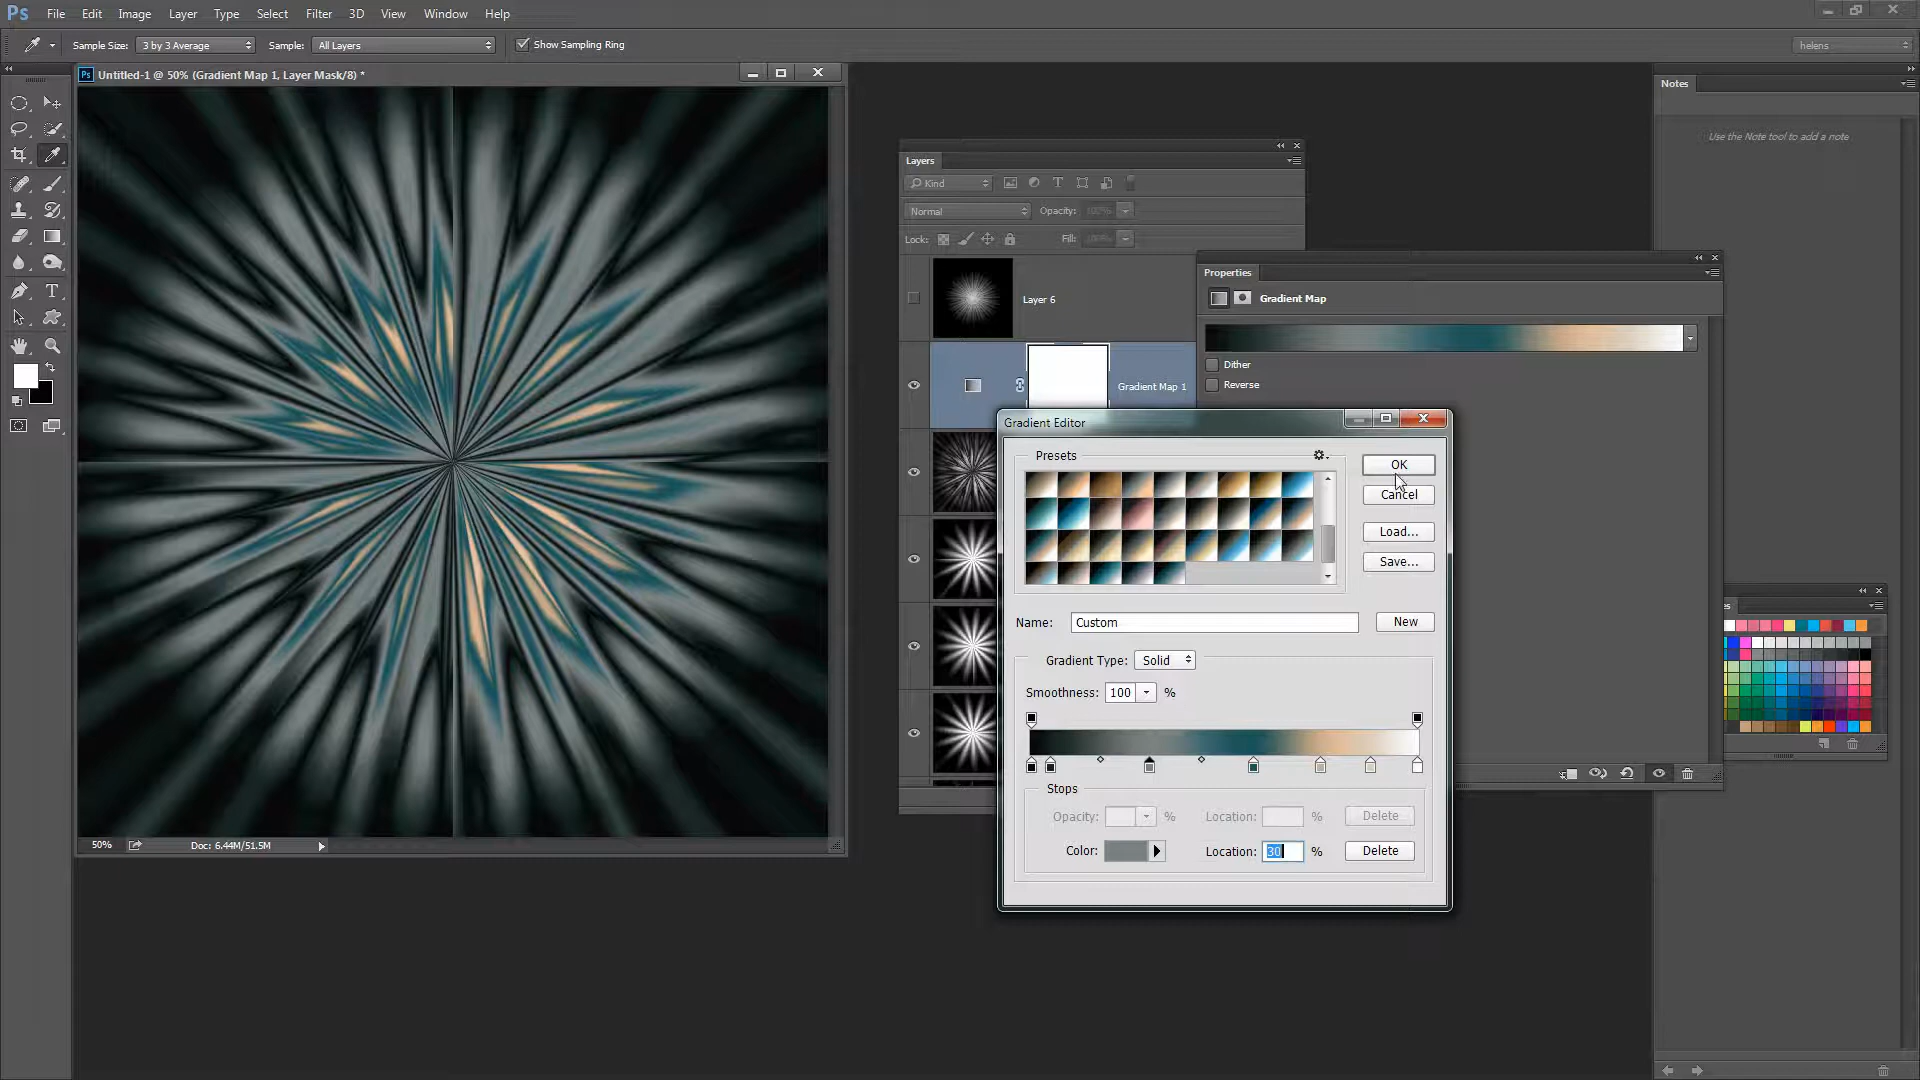 Ps File Edit Image Layer Type Select Filter 3D View Window Help
Sample Size: 3 by 3 Average Sample: All Layers Show Sampling Ring helens
Ps Untitled-1 @ 50% (Gradient Map 1, Layer Mask/8) *
Notes
Use the Note tool to add a note
Layers
Kind
Normal Opacity: 100%
Lock: Fill: 100%
Layer 6
Gradient Map 1
Properties
Gradient Map
Dither
Reverse
Gradient Editor
Presets
OK
Cancel
Load...
Save...
Name: Custom New
Gradient Type: Solid
Smoothness: 100 %
Stops
Opacity: % Location: % Delete
Color: Location: 30 % Delete
50% Doc: 6.44M/51.5M